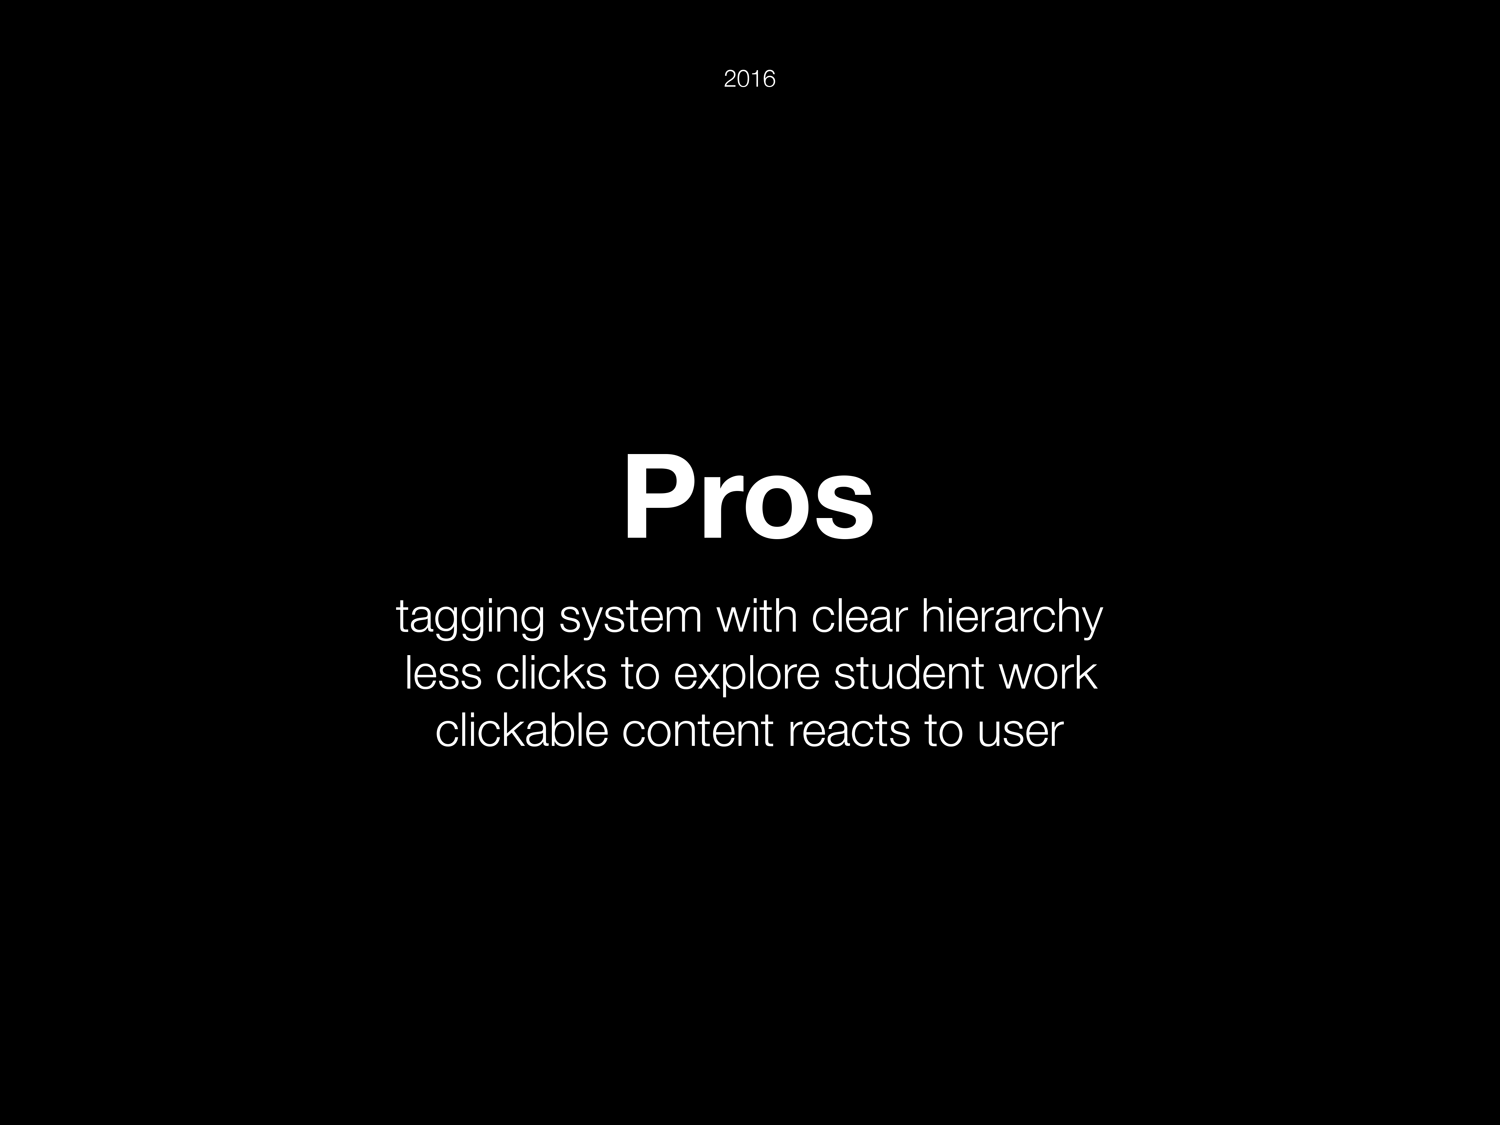 2016
Pros
tagging system with clear hierarchy
less clicks to explore student work
clickable content reacts to user